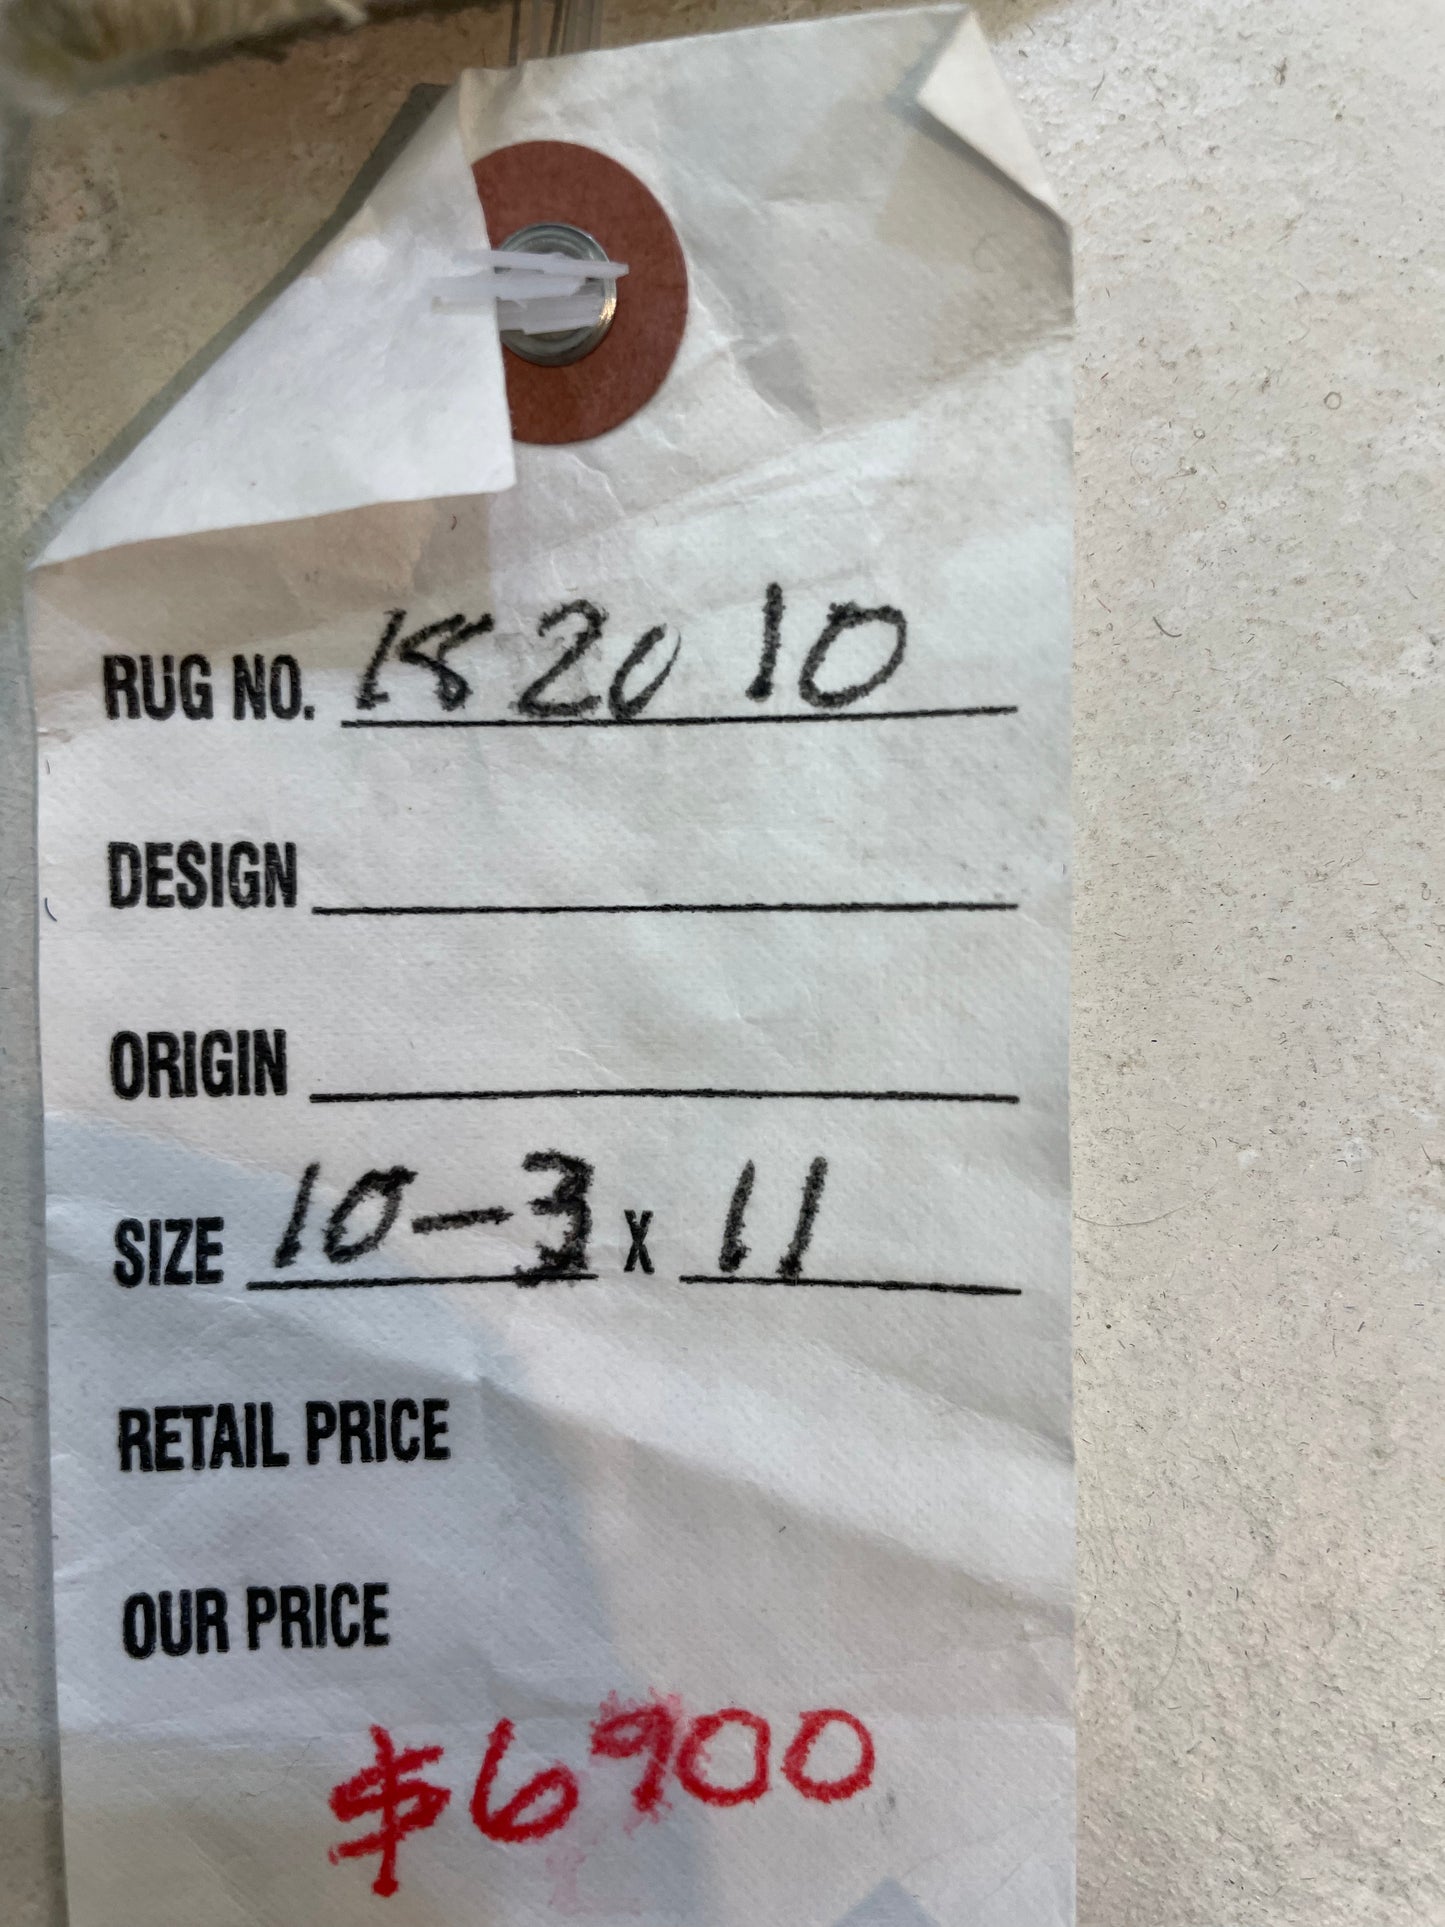 RUG NO. 182010
DESIGN
ORIGIN
SIZE 10-3 x 11
RETAIL PRICE
OUR PRICE
$6900